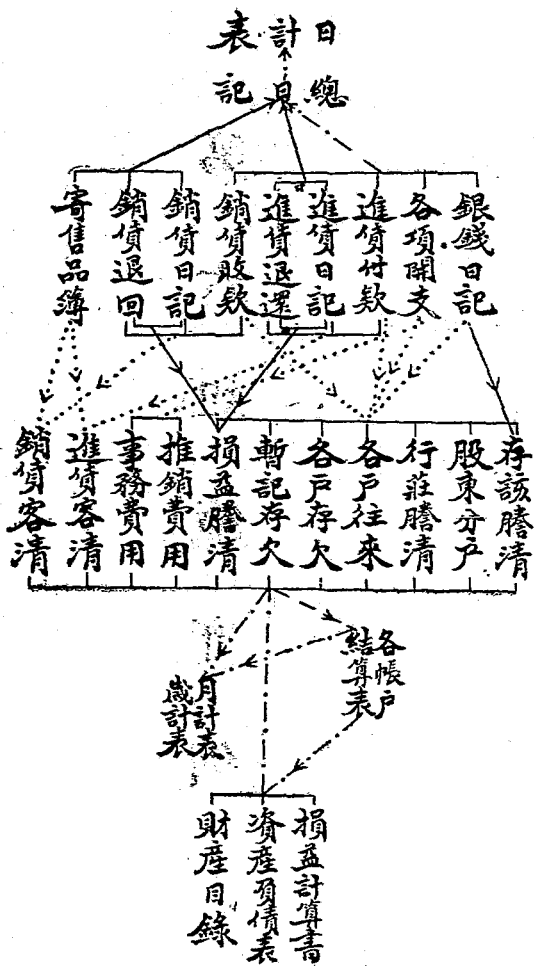 日計表
總日記
銀錢日記
各項開支
進貨付款
進貨日記
進貨退還
銷貨收款
銷貨日記
銷貨退回
寄售品簿
存該謄清
股東分戶
行莊謄清
各戶往來
各戶存欠
暫記存欠
損益謄清
推銷費用
事務費用
進貨客清
銷貨客清
各帳戶
結算表
月計表
歲計表
損益計算書
資產負債表
財產目錄